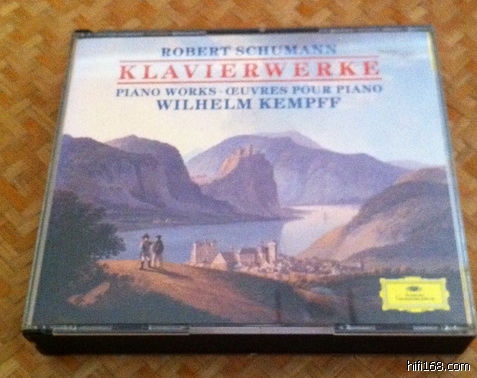 ROBERT SCHUMANN
KLAVIERWERKE
PIANO WORKS · ŒUVRES POUR PIANO
WILHELM KEMPFF
hifi168.com